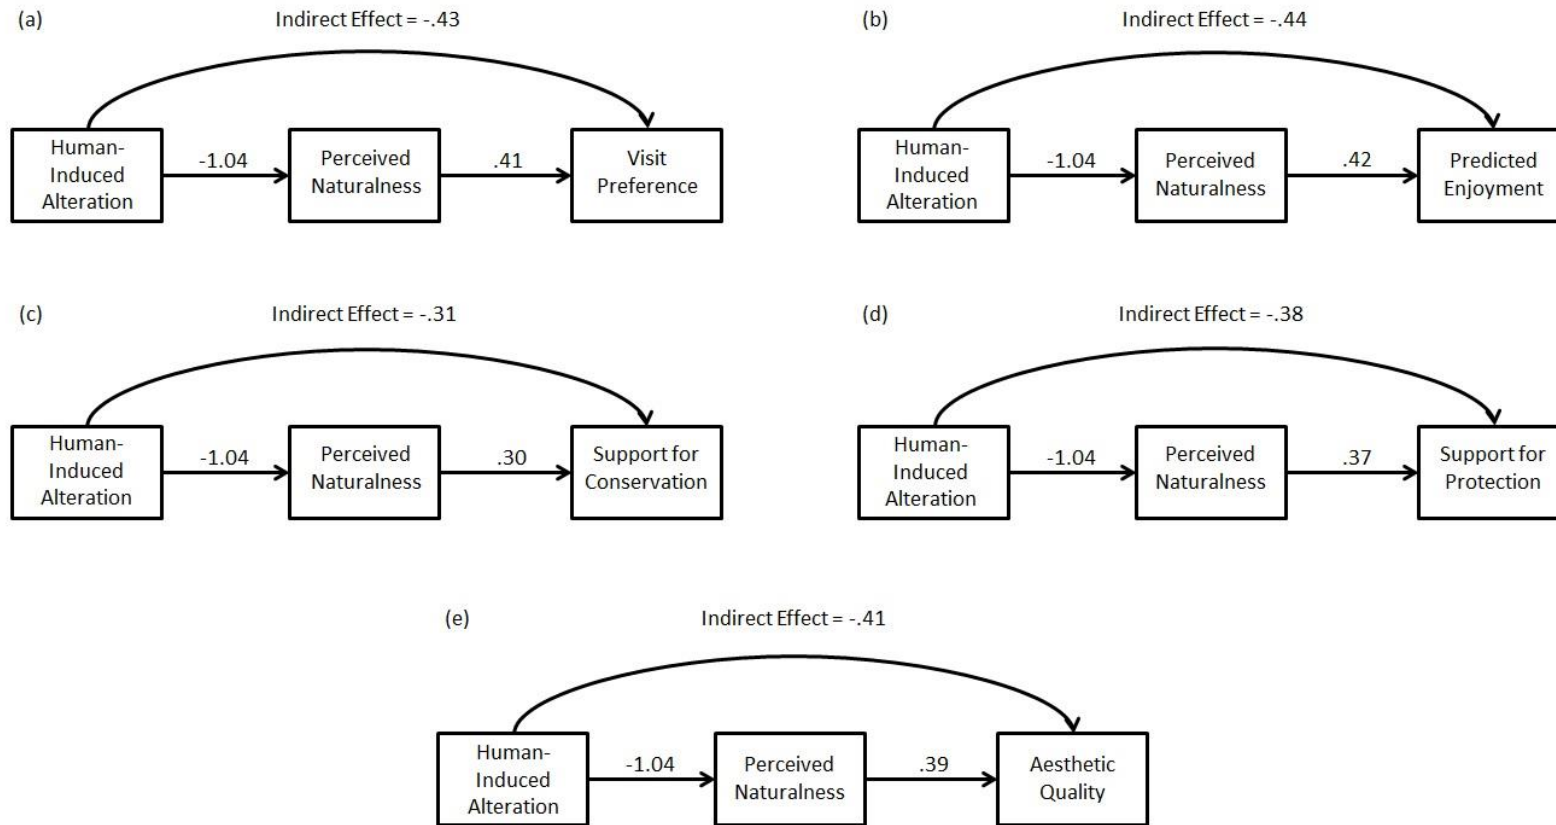 (a)
Indirect Effect = -.43
Human-
Induced
Alteration
-1.04
Perceived
Naturalness
.41
Visit
Preference
(b)
Indirect Effect = -.44
Human-
Induced
Alteration
-1.04
Perceived
Naturalness
.42
Predicted
Enjoyment
(c)
Indirect Effect = -.31
Human-
Induced
Alteration
-1.04
Perceived
Naturalness
.30
Support for
Conservation
(d)
Indirect Effect = -.38
Human-
Induced
Alteration
-1.04
Perceived
Naturalness
.37
Support for
Protection
(e)
Indirect Effect = -.41
Human-
Induced
Alteration
-1.04
Perceived
Naturalness
.39
Aesthetic
Quality